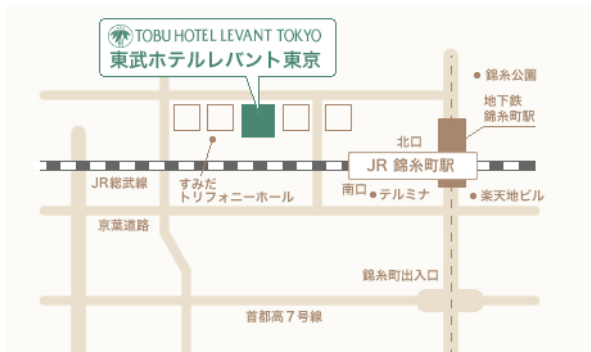 TOBU HOTEL LEVANT TOKYO
東武ホテルレバント東京
錦糸公園
地下鉄
錦糸町駅
北口
JR 錦糸町駅
JR総武線
すみだ
トリフォニーホール
南口
テルミナ
楽天地ビル
京葉道路
錦糸町出入口
首都高7号線